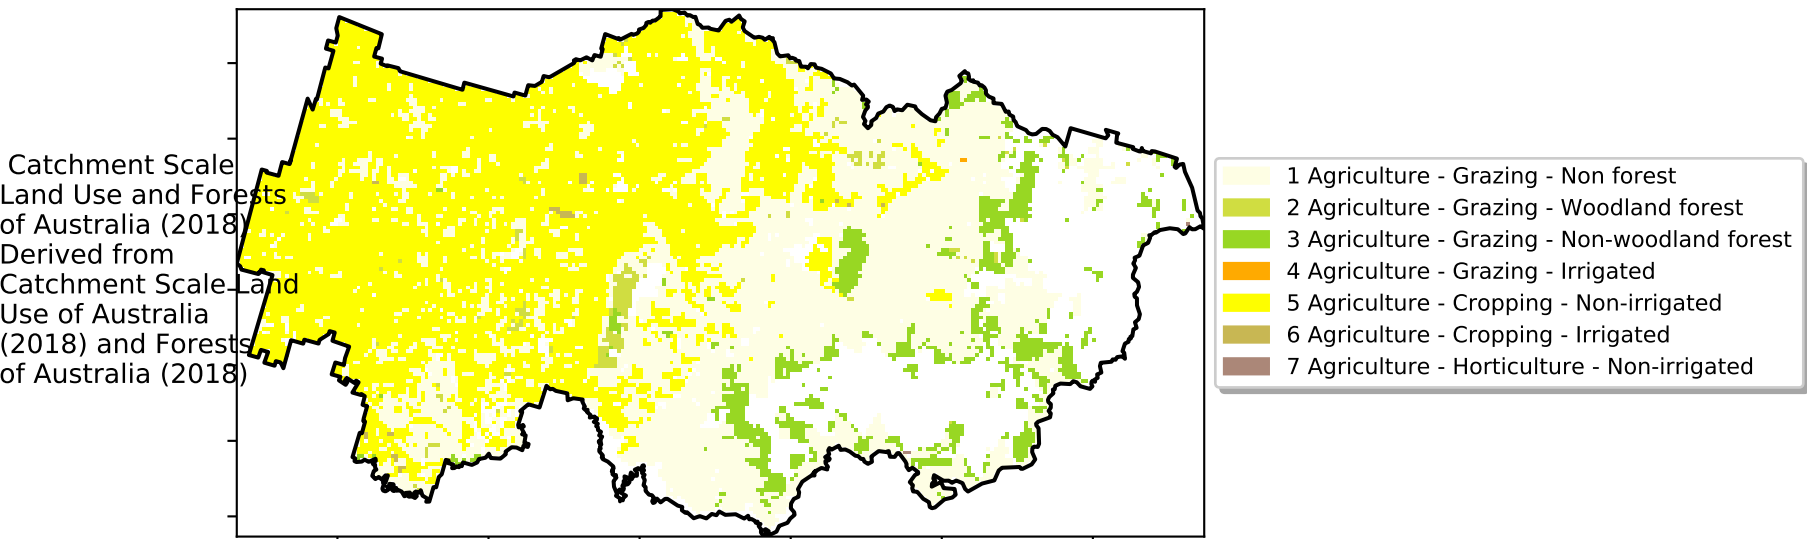 Catchment Scale
Land Use and Forests
of Australia (2018)
Derived from
Catchment Scale Land
Use of Australia
(2018) and Forests
of Australia (2018)
1 Agriculture - Grazing - Non forest
2 Agriculture - Grazing - Woodland forest
3 Agriculture - Grazing - Non-woodland forest
4 Agriculture - Grazing - Irrigated
5 Agriculture - Cropping - Non-irrigated
6 Agriculture - Cropping - Irrigated
7 Agriculture - Horticulture - Non-irrigated